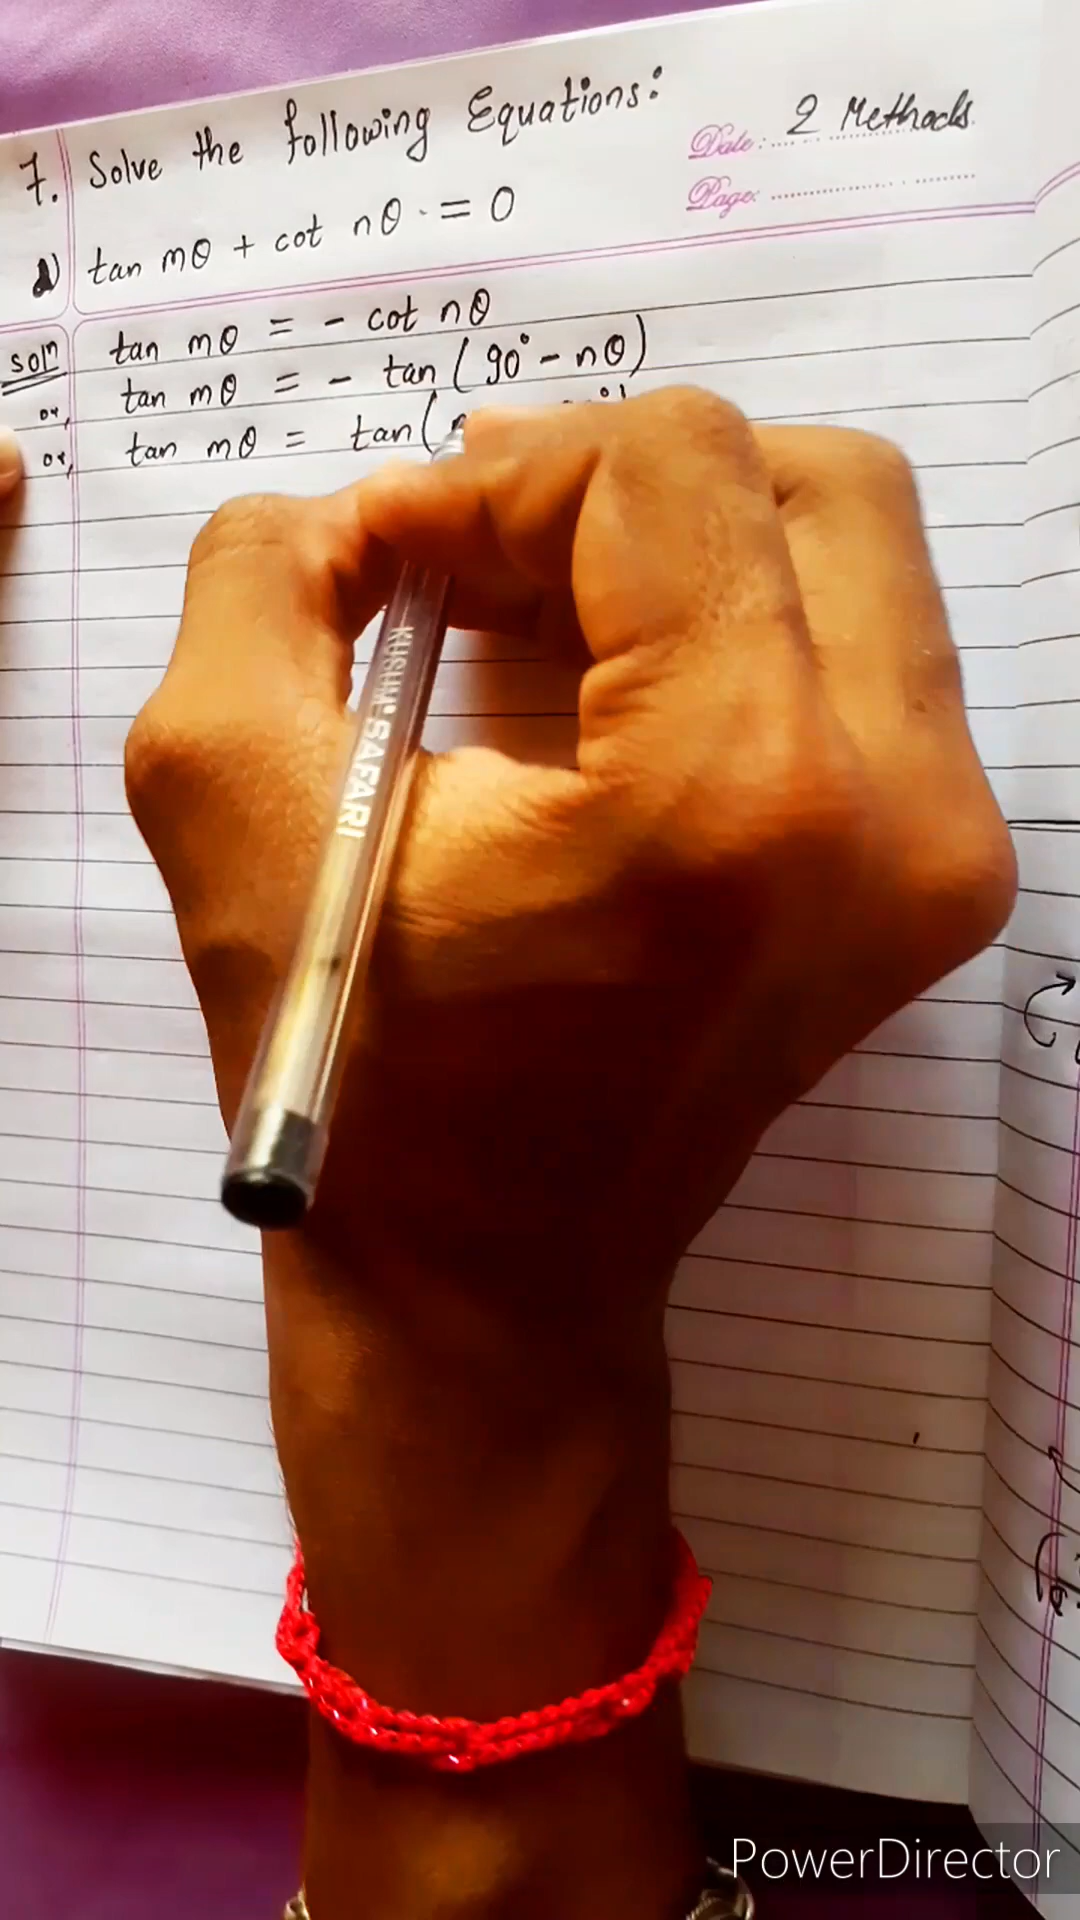 7. Solve the following Equations:
Date: 2 Methods.
Page:
a) tan mθ + cot nθ = 0
soln tan mθ = - cot nθ
or, tan mθ = - tan (90° - nθ)
or, tan mθ = tan(
KUSUM SAFARI
PowerDirector